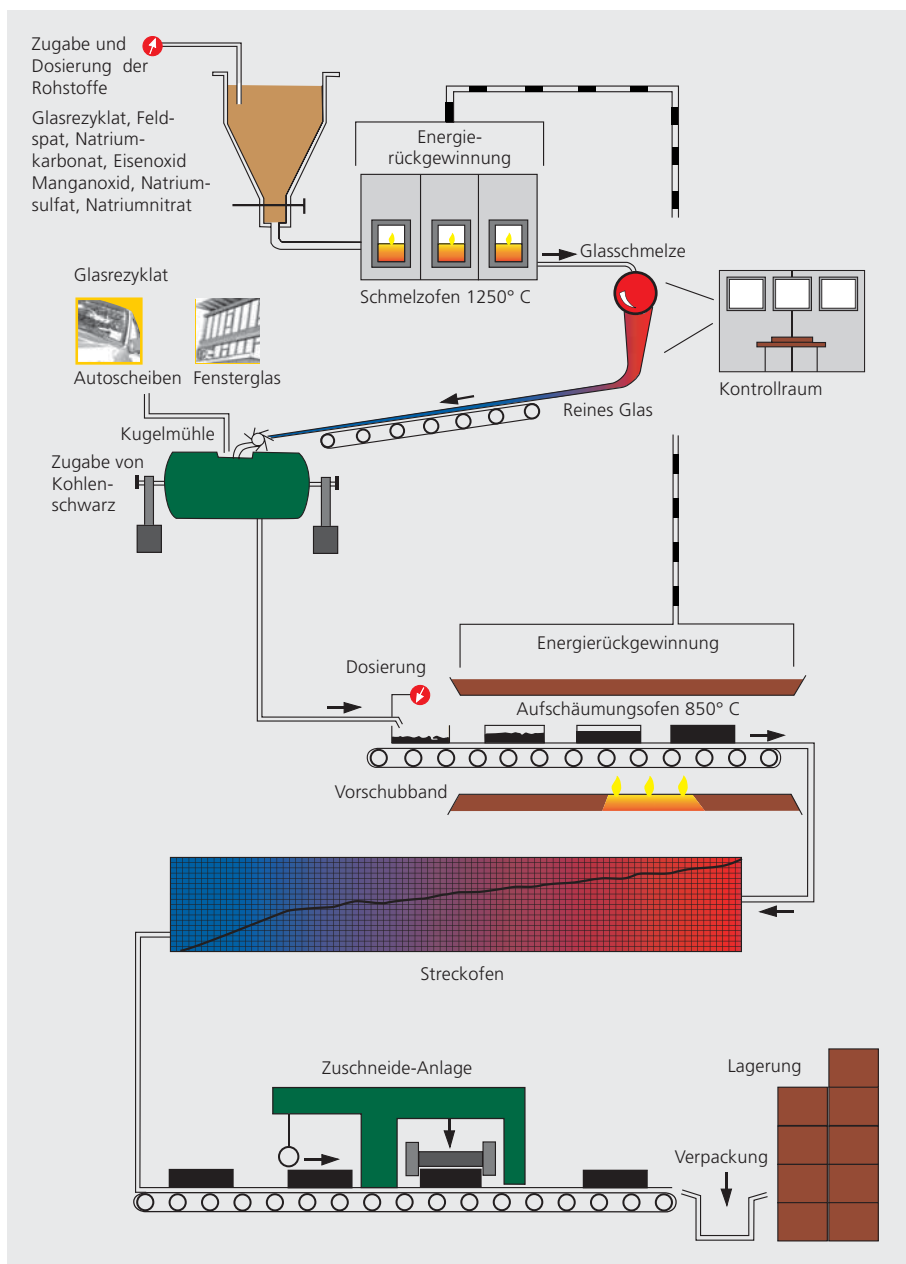 Zugabe und
Dosierung der
Rohstoffe
Glasrezyklat, Feld-
spat, Natrium-
karbonat, Eisenoxid
Manganoxid, Natrium-
sulfat, Natriumnitrat
Energie-
rückgewinnung
Glasschmelze
Schmelzofen 1250° C
Glasrezyklat
Autoscheiben
Fensterglas
Reines Glas
Kontrollraum
Kugelmühle
Zugabe von
Kohlen-
schwarz
Energierückgewinnung
Dosierung
Aufschäumungsofen 850° C
Vorschubband
Streckofen
Zuschneide-Anlage
Lagerung
Verpackung